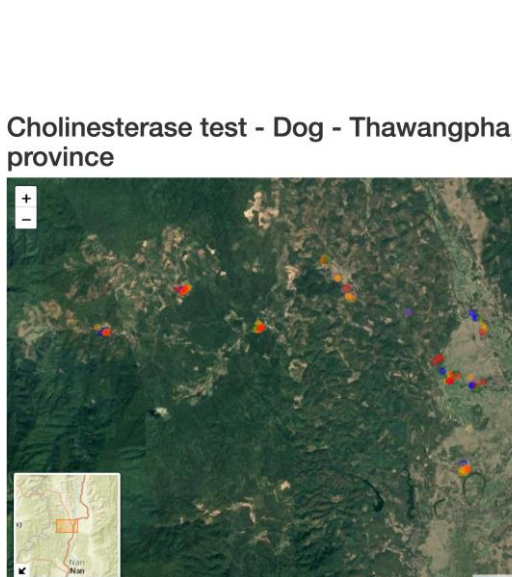 Cholinesterase test - Dog - Thawangpha,
province
+
−
Nan
Nan